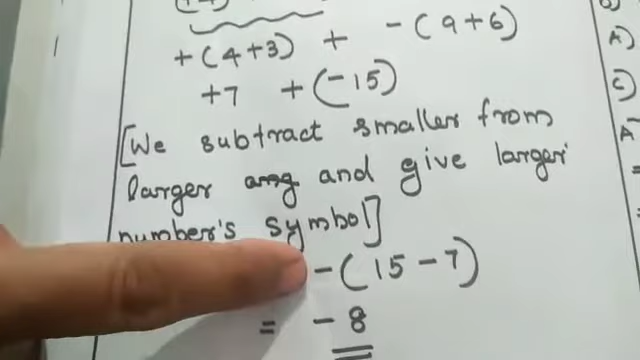 +(4+3) + -(9+6)
+7 +(-15)
[We subtract smaller from
larger and give larger
number's symbol]
-(15-7)
= -8
A)
C)
A
=